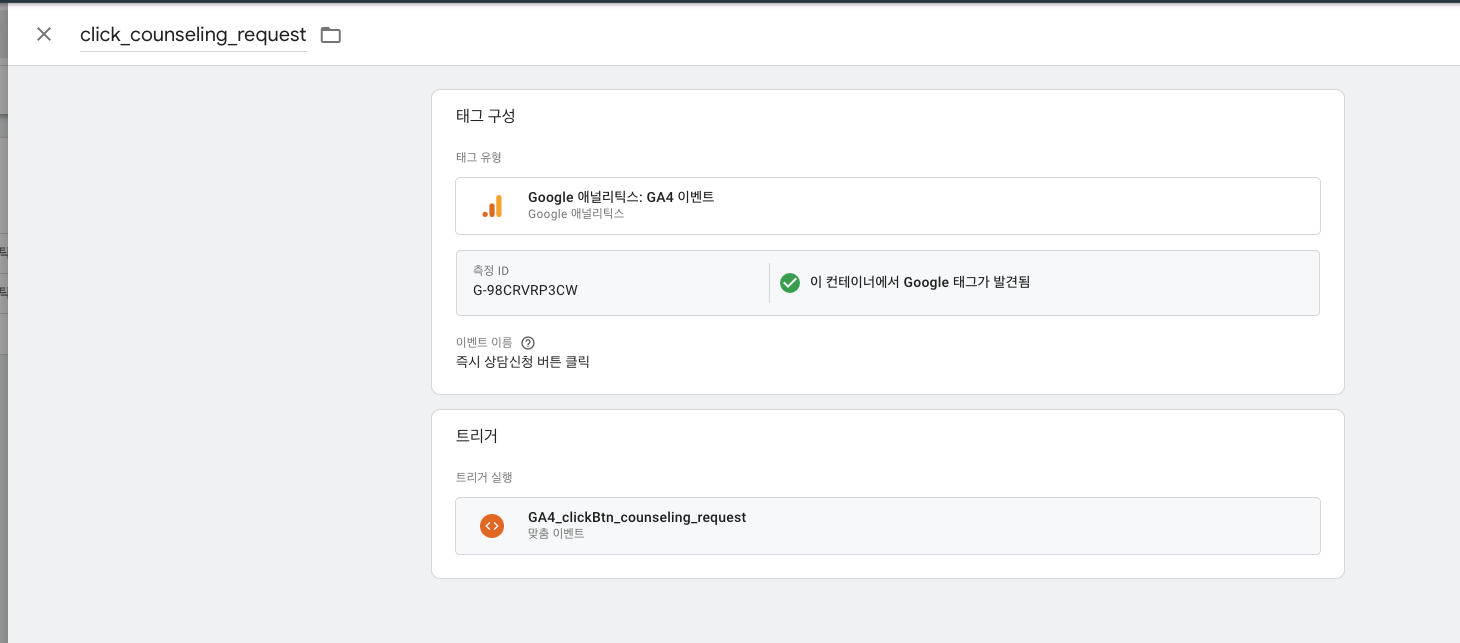 click_counseling_request
태그 구성
태그 유형
Google 애널리틱스: GA4 이벤트
Google 애널리틱스
측정 ID
G-98CRVRP3CW
이 컨테이너에서 Google 태그가 발견됨
이벤트 이름
즉시 상담신청 버튼 클릭
트리거
트리거 실행
GA4_clickBtn_counseling_request
맞춤 이벤트